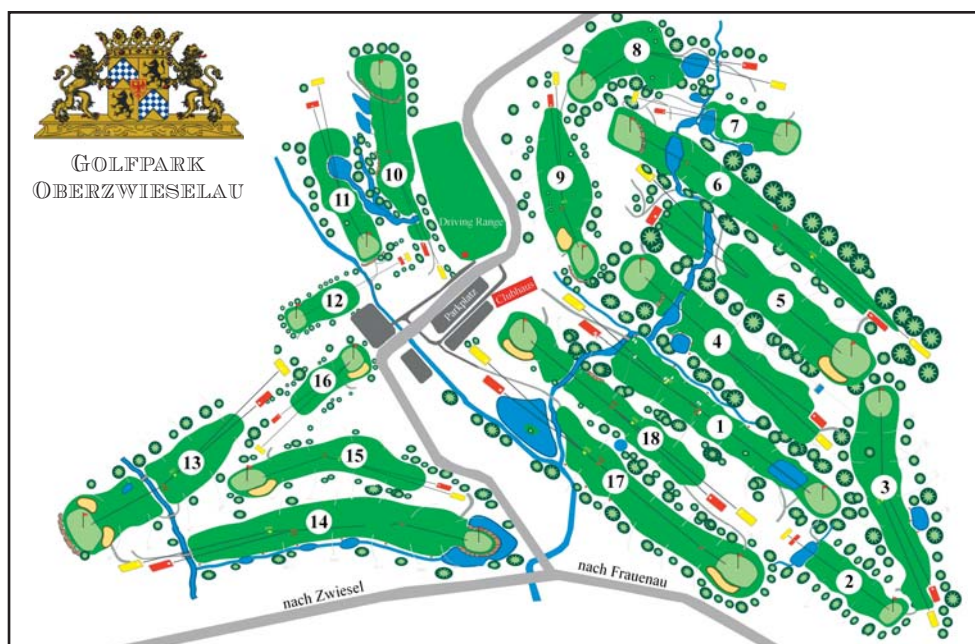 GOLFPARK
OBERZWIESELAU
8
7
6
9
10
11
Driving Range
12
Parkplatz
Clubhaus
5
4
16
13
15
14
18
1
17
3
2
nach Zwiesel
nach Frauenau